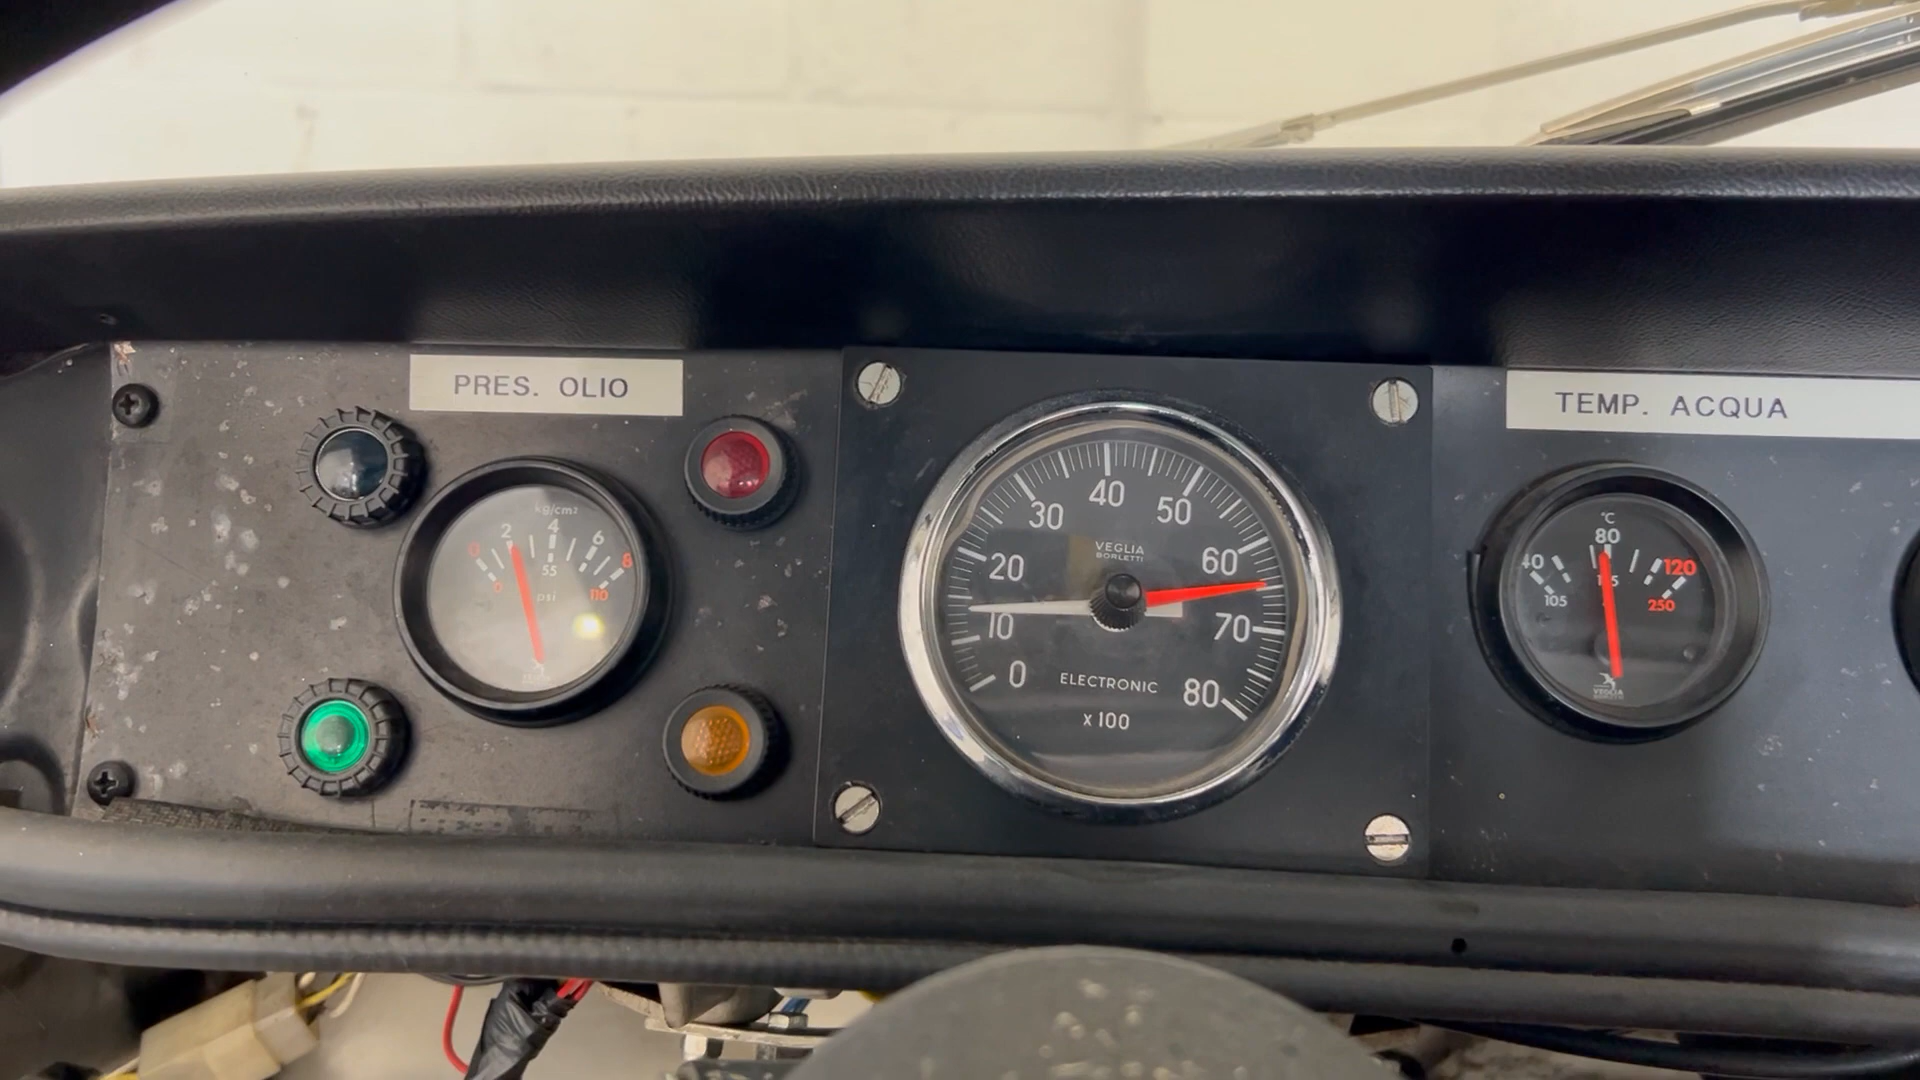 PRES. OLIO
kg/cm2
0 2 4 6 8
0 55 110
psi
40 30 50
20 60
VEGLIA
BORLETTI
10 70
0 80
ELECTRONIC
x 100
TEMP. ACQUA
°C
40 80 120
105 250
VEGLIA
BORLETTI